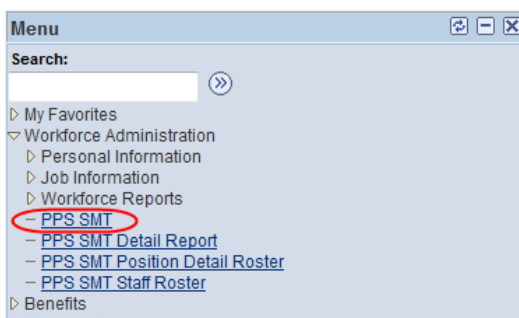 Menu
Search:
My Favorites
Workforce Administration
Personal Information
Job Information
Workforce Reports
PPS SMT
PPS SMT Detail Report
PPS SMT Position Detail Roster
PPS SMT Staff Roster
Benefits